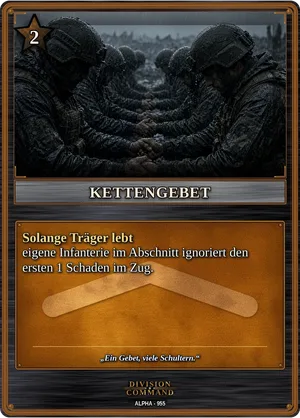 2
KETTENGEBET
Solange Träger lebt
eigene Infanterie im Abschnitt ignoriert den
ersten 1 Schaden im Zug.
„Ein Gebet, viele Schultern.“
DIVISION
COMMAND
ALPHA - 955